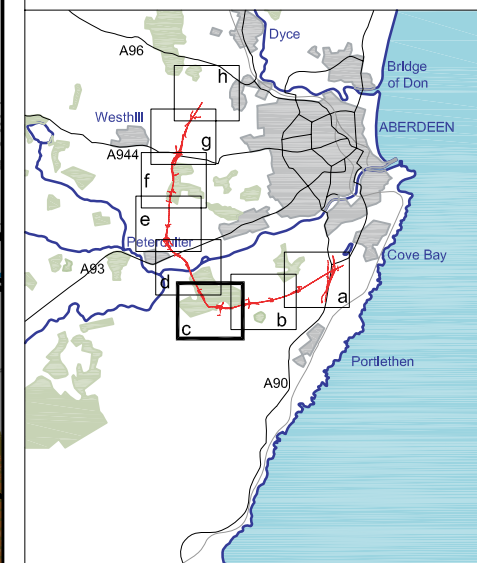 Dyce
A96
Bridge
of Don
h
Westhill
ABERDEEN
g
A944
f
e
Peterculter
Cove Bay
A93
d
a
b
c
Portlethen
A90